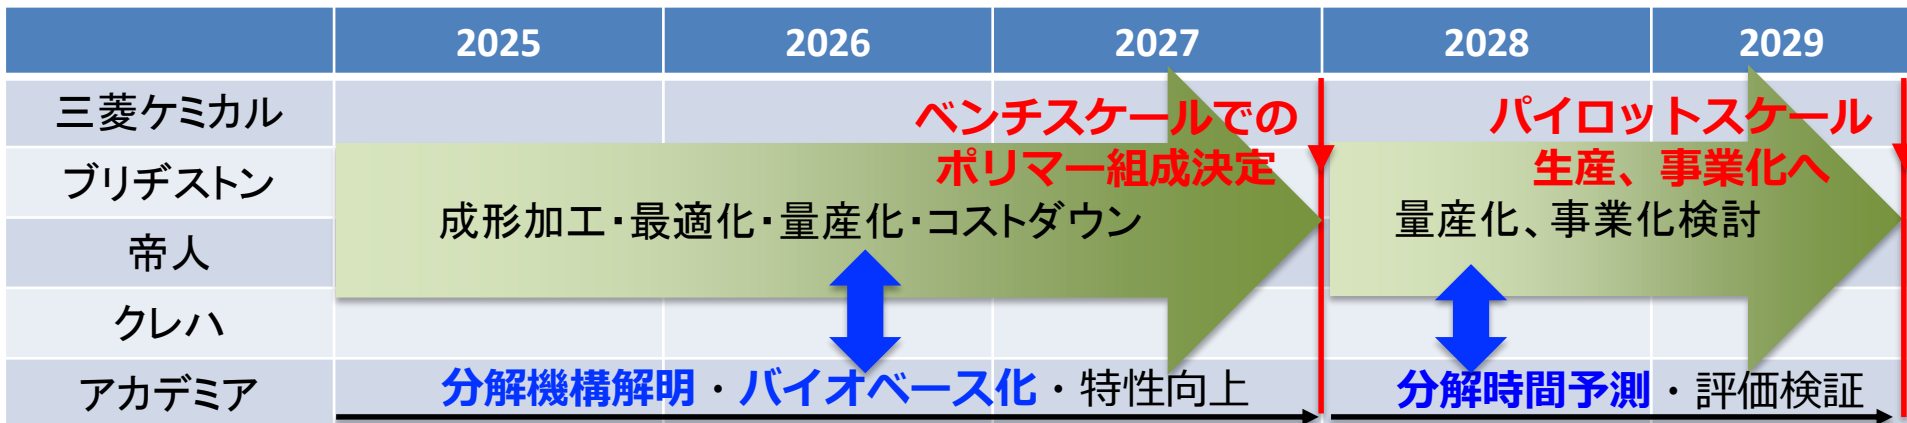 2025 2026 2027 2028 2029
三菱ケミカル
ベンチスケールでの
ポリマー組成決定
パイロットスケール
生産、事業化へ
ブリヂストン
成形加工・最適化・量産化・コストダウン
量産化、事業化検討
帝人
クレハ
アカデミア
分解機構解明・バイオベース化・特性向上
分解時間予測・評価検証